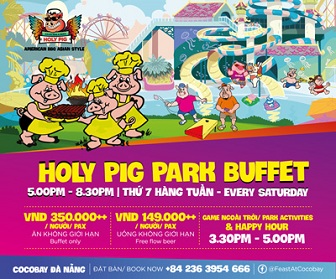 HOLY PIG
AMERICAN BBQ ASIAN STYLE
HOLY PIG PARK BUFFET
5.00PM - 8.30PM | THỨ 7 HÀNG TUẦN - EVERY SATURDAY
VND 350.000++
/ NGƯỜI/ PAX
ĂN KHÔNG GIỚI HẠN
Buffet only
VND 149.000++
/ NGƯỜI/ PAX
UỐNG KHÔNG GIỚI HẠN
Free flow beer
GAME NGOÀI TRỜI/ PARK ACTIVITIES
& HAPPY HOUR
3.30PM - 5.00PM
COCOBAY ĐÀ NẴNG | ĐẶT BÀN/ BOOK NOW +84 236 3954 666 @FeastAtCocobay